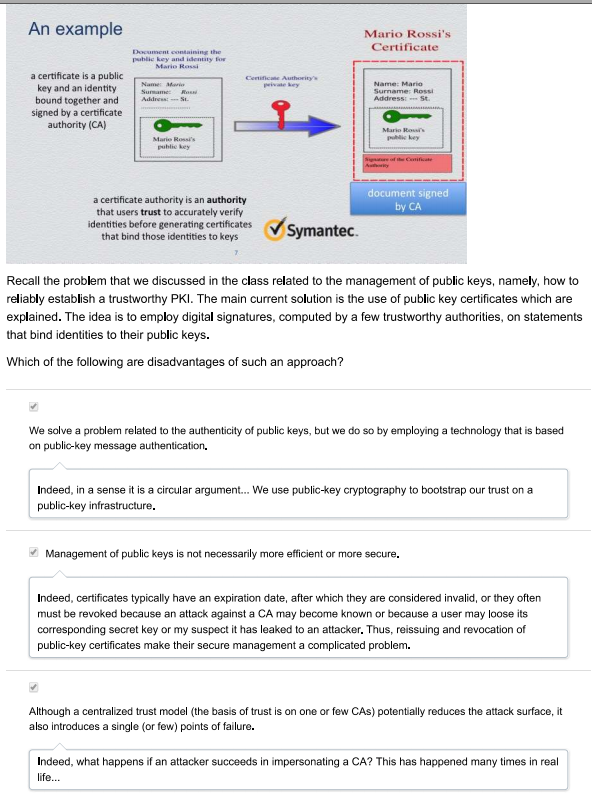 An example
Mario Rossi's
Certificate
Document containing the
public key and identity for
Mario Rossi
a certificate is a public
key and an identity
bound together and
signed by a certificate
authority (CA)
Name: Mario
Surname: Rossi
Address: --- St.
Mario Rossi's
public key
Certificate Authority's
private key
Name: Mario
Surname: Rossi
Address: --- St.
Mario Rossi's
public key
Signature of the Certificate
Authority
document signed
by CA
a certificate authority is an authority
that users trust to accurately verify
identities before generating certificates
that bind those identities to keys
Symantec.
7
Recall the problem that we discussed in the class related to the management of public keys, namely, how to
reliably establish a trustworthy PKI. The main current solution is the use of public key certificates which are
explained. The idea is to employ digital signatures, computed by a few trustworthy authorities, on statements
that bind identities to their public keys.
Which of the following are disadvantages of such an approach?
We solve a problem related to the authenticity of public keys, but we do so by employing a technology that is based
on public-key message authentication.
Indeed, in a sense it is a circular argument... We use public-key cryptography to bootstrap our trust on a
public-key infrastructure.
Management of public keys is not necessarily more efficient or more secure.
Indeed, certificates typically have an expiration date, after which they are considered invalid, or they often
must be revoked because an attack against a CA may become known or because a user may loose its
corresponding secret key or my suspect it has leaked to an attacker. Thus, reissuing and revocation of
public-key certificates make their secure management a complicated problem.
Although a centralized trust model (the basis of trust is on one or few CAs) potentially reduces the attack surface, it
also introduces a single (or few) points of failure.
Indeed, what happens if an attacker succeeds in impersonating a CA? This has happened many times in real
life...